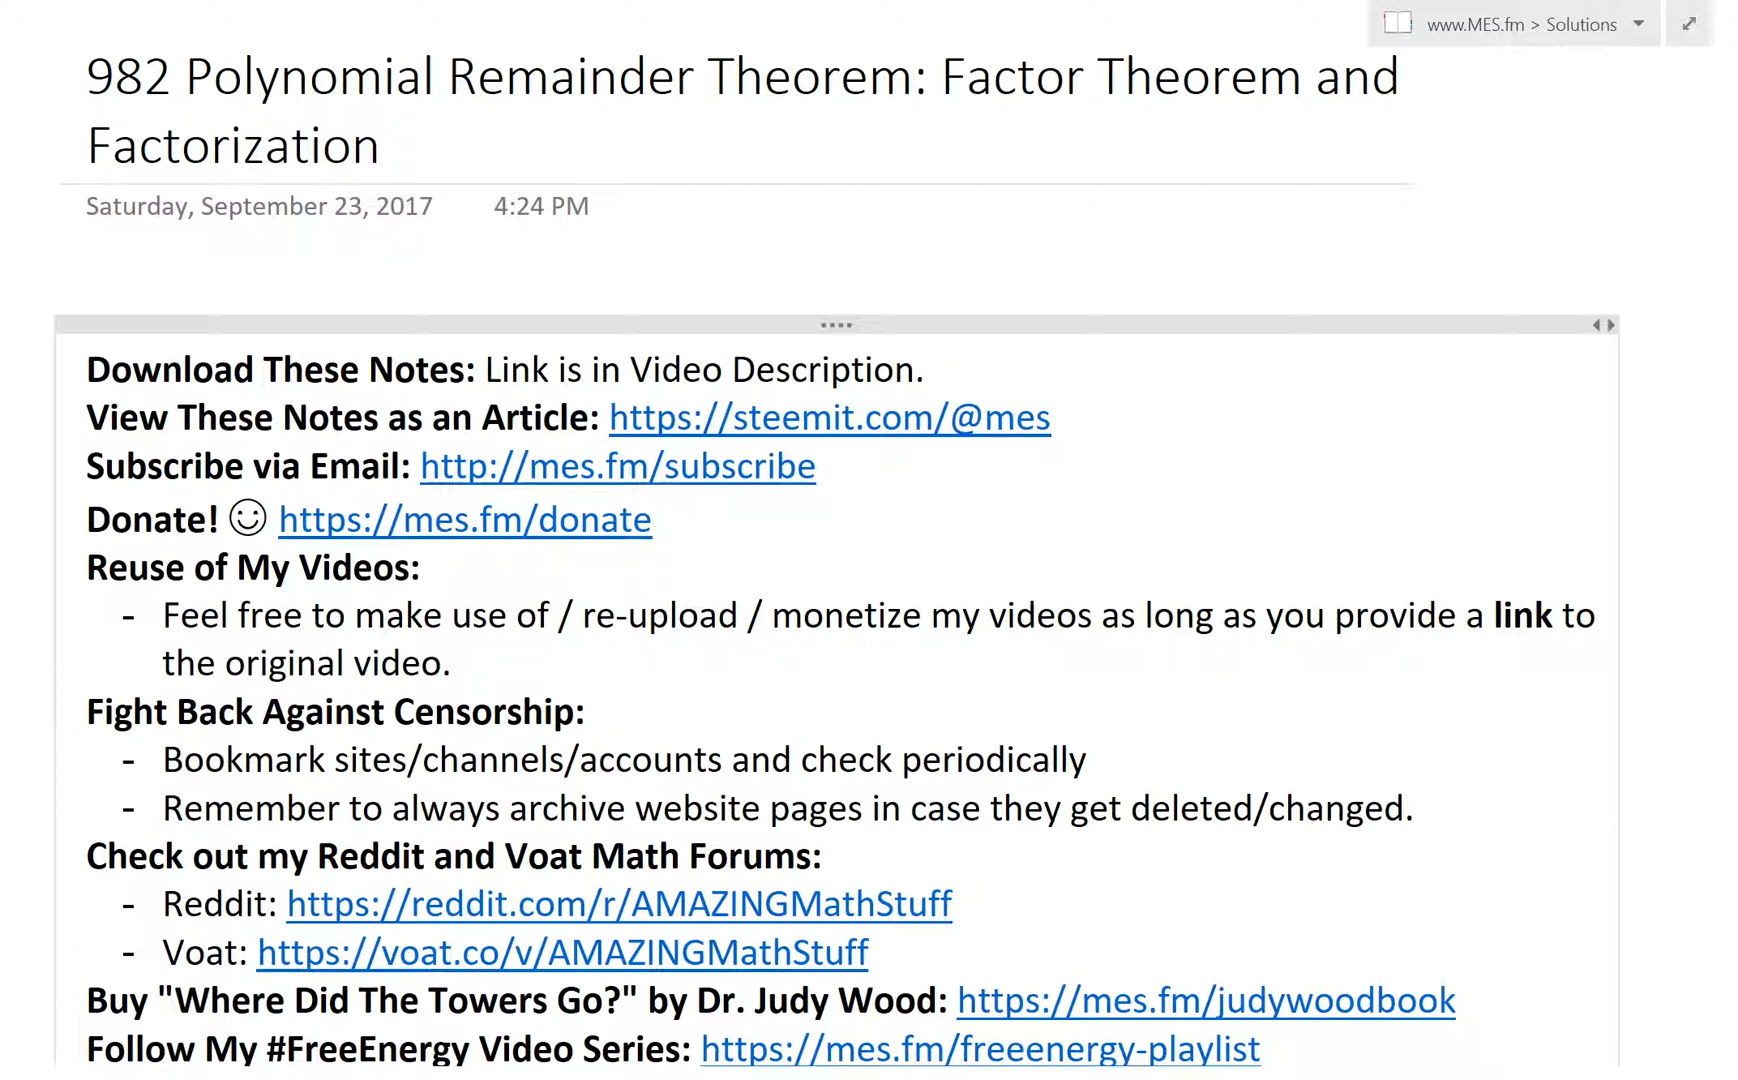 www.MES.fm > Solutions
982 Polynomial Remainder Theorem: Factor Theorem and
Factorization
Saturday, September 23, 2017 4:24 PM
Download These Notes: Link is in Video Description.
View These Notes as an Article: https://steemit.com/@mes
Subscribe via Email: http://mes.fm/subscribe
Donate! ☺ https://mes.fm/donate
Reuse of My Videos:
- Feel free to make use of / re-upload / monetize my videos as long as you provide a link to
the original video.
Fight Back Against Censorship:
- Bookmark sites/channels/accounts and check periodically
- Remember to always archive website pages in case they get deleted/changed.
Check out my Reddit and Voat Math Forums:
- Reddit: https://reddit.com/r/AMAZINGMathStuff
- Voat: https://voat.co/v/AMAZINGMathStuff
Buy "Where Did The Towers Go?" by Dr. Judy Wood: https://mes.fm/judywoodbook
Follow My #FreeEnergy Video Series: https://mes.fm/freeenergy-playlist